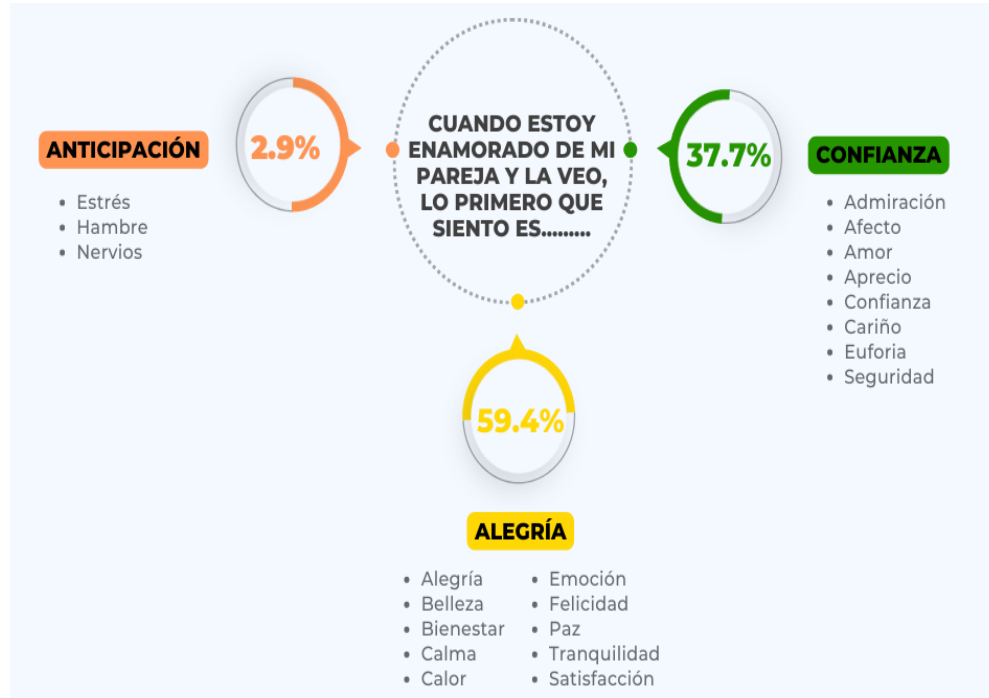 CUANDO ESTOY
ENAMORADO DE MI
PAREJA Y LA VEO,
LO PRIMERO QUE
SIENTO ES.........
2.9%
ANTICIPACIÓN
• Estrés
• Hambre
• Nervios
37.7%
CONFIANZA
• Admiración
• Afecto
• Amor
• Aprecio
• Confianza
• Cariño
• Euforia
• Seguridad
59.4%
ALEGRÍA
• Alegría
• Belleza
• Bienestar
• Calma
• Calor
• Emoción
• Felicidad
• Paz
• Tranquilidad
• Satisfacción